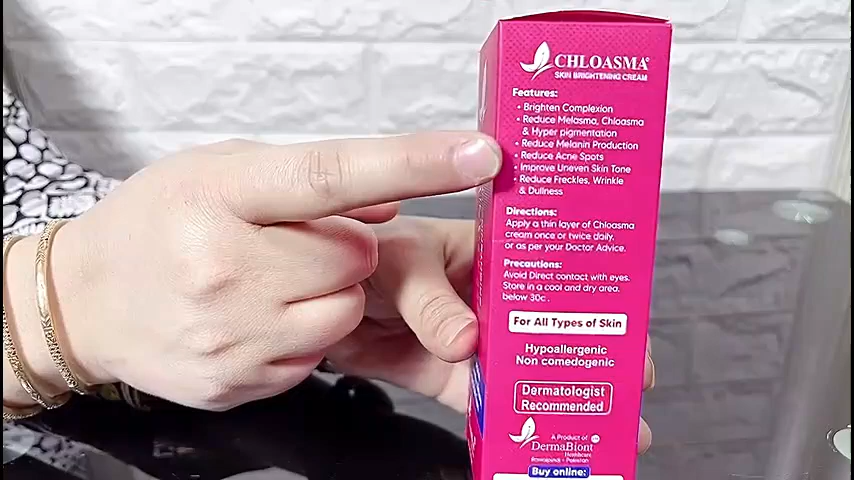 CHLOASMA®
SKIN BRIGHTENING CREAM
Features:
• Brighten Complexion
• Reduce Melasma, Chloasma
& Hyper pigmentation
• Reduce Melanin Production
• Reduce Acne Spots
• Improve Uneven Skin Tone
• Reduce Freckles, Wrinkle
& Dullness
Directions:
Apply a thin layer of Chloasma
cream once or twice daily.
or as per your Doctor Advice.
Precautions:
Avoid Direct contact with eyes.
Store in a cool and dry area.
below 30c .
For All Types of Skin
Hypoallergenic
Non comedogenic
Dermatologist
Recommended
A Product of
DermaBiont
Healthcare
Rawalpindi - Pakistan
Buy online: